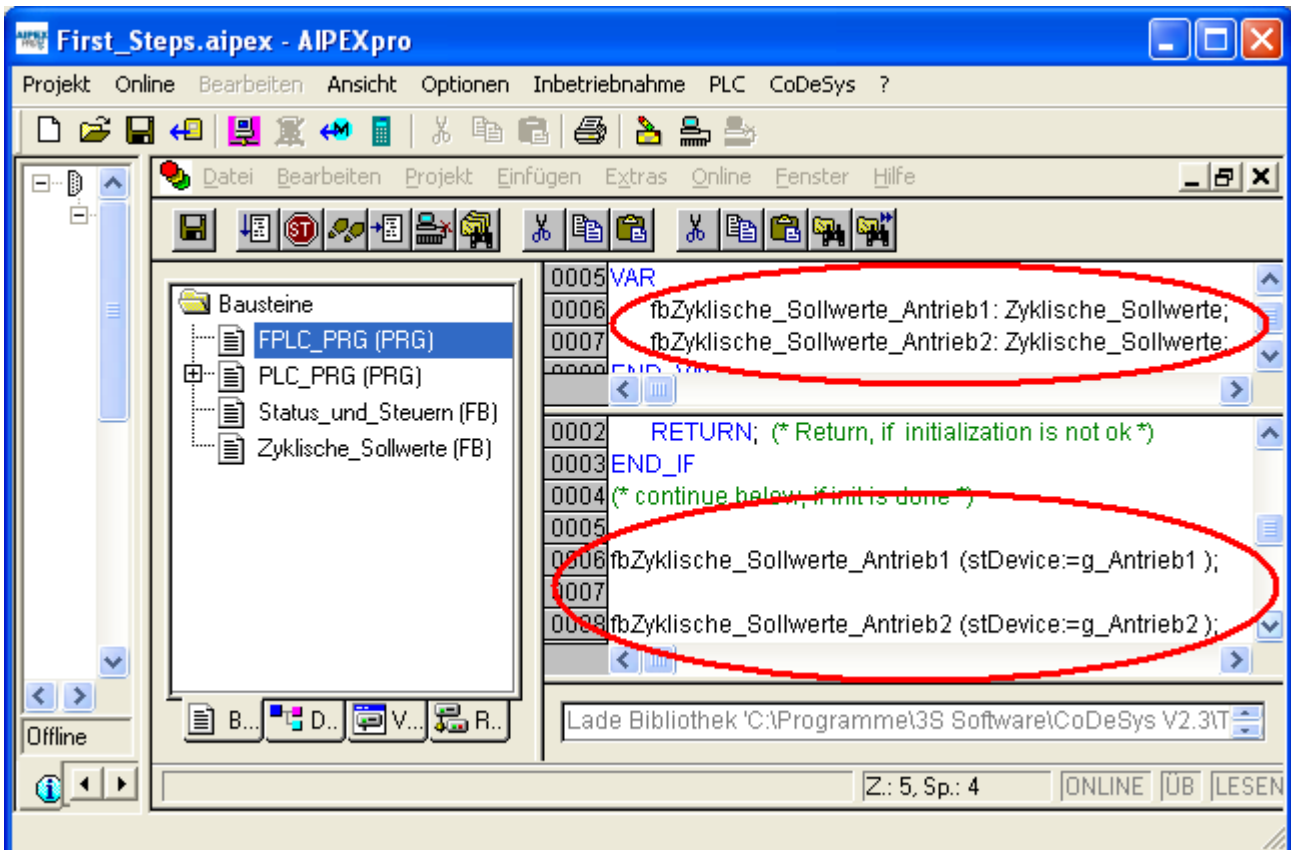 First_Steps.aipex - AIPEXpro
Projekt Online Bearbeiten Ansicht Optionen Inbetriebnahme PLC CoDeSys ?
Datei Bearbeiten Projekt Einfügen Extras Online Fenster Hilfe
Bausteine
FPLC_PRG (PRG)
PLC_PRG (PRG)
Status_und_Steuern (FB)
Zyklische_Sollwerte (FB)
0005 VAR
0006 fbZyklische_Sollwerte_Antrieb1: Zyklische_Sollwerte;
0007 fbZyklische_Sollwerte_Antrieb2: Zyklische_Sollwerte;
0002 RETURN; (* Return, if initialization is not ok *)
0003 END_IF
0004 (* continue below, if init is done *)
0005
0006 fbZyklische_Sollwerte_Antrieb1 (stDevice:=g_Antrieb1 );
0007
0008 fbZyklische_Sollwerte_Antrieb2 (stDevice:=g_Antrieb2 );
B... D... V... R...
Lade Bibliothek 'C:\Programme\3S Software\CoDeSys V2.3\T
Offline
Z.: 5, Sp.: 4 ONLINE ÜB LESEN